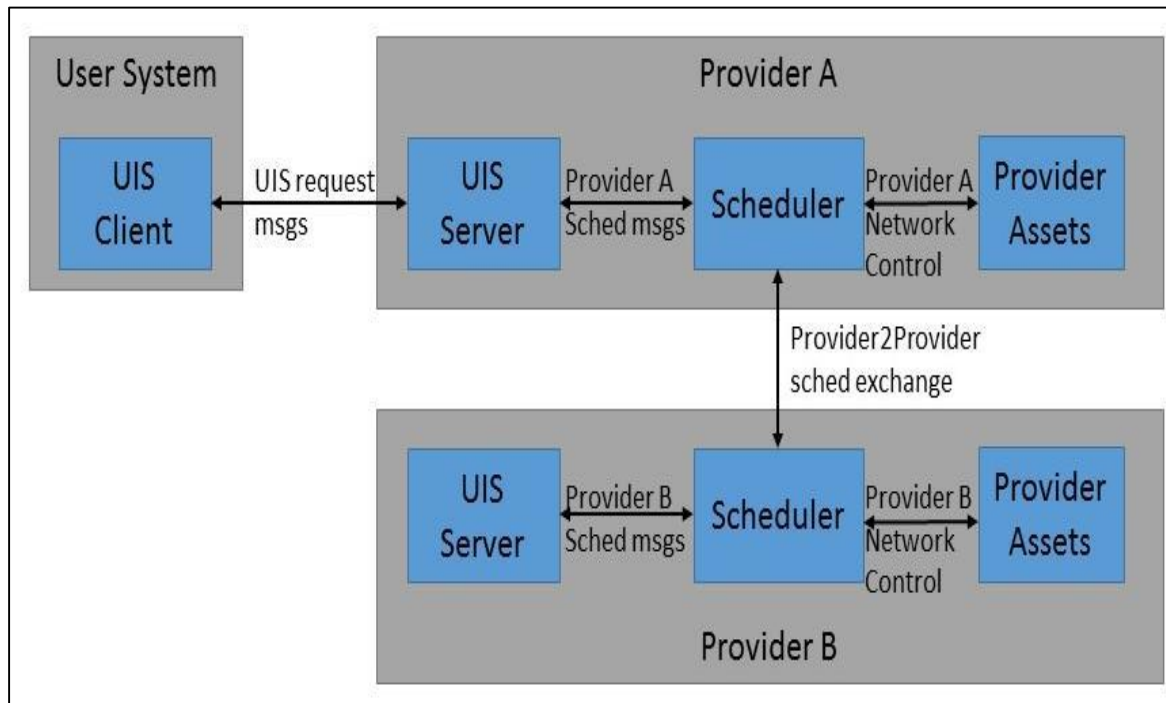 User System
UIS
Client
UIS request
msgs
Provider A
UIS
Server
Provider A
Sched msgs
Scheduler
Provider A
Network
Control
Provider
Assets
Provider2Provider
sched exchange
UIS
Server
Provider B
Sched msgs
Scheduler
Provider B
Network
Control
Provider
Assets
Provider B